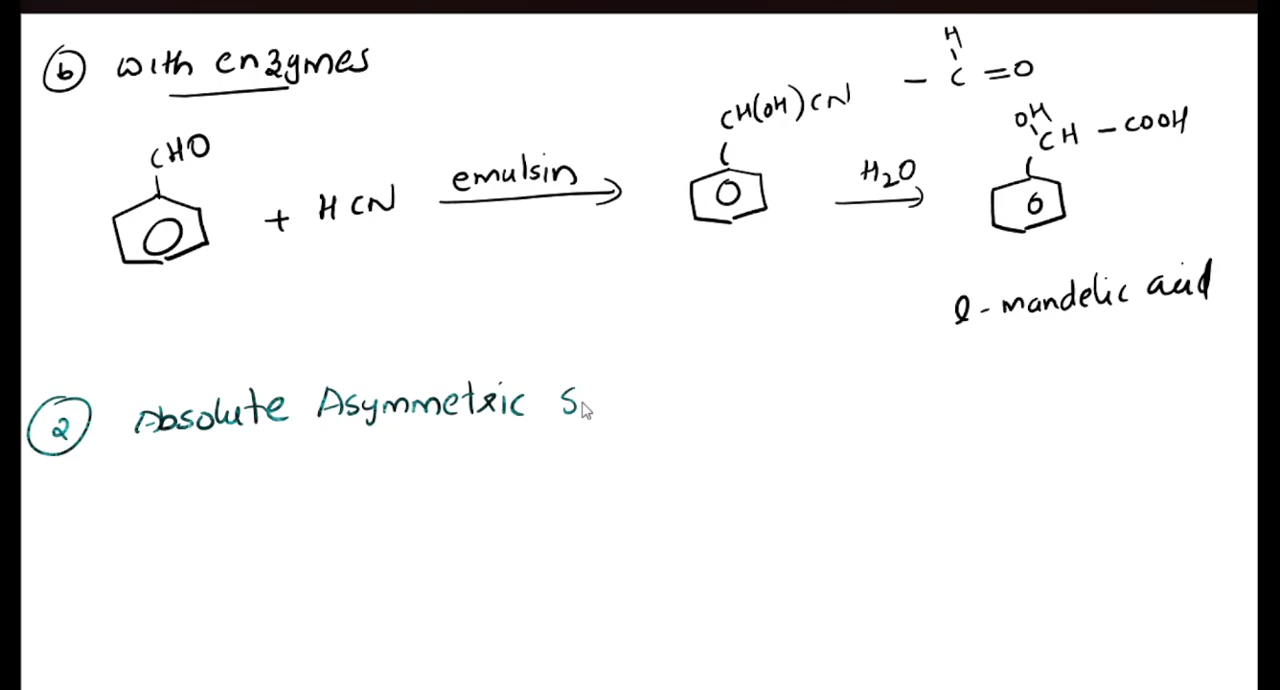 b with enzymes
H
– C = O
CHO + HCN emulsin CH(OH)CN H2O OH CH – COOH
l - mandelic acid
2 Absolute Asymmetric S